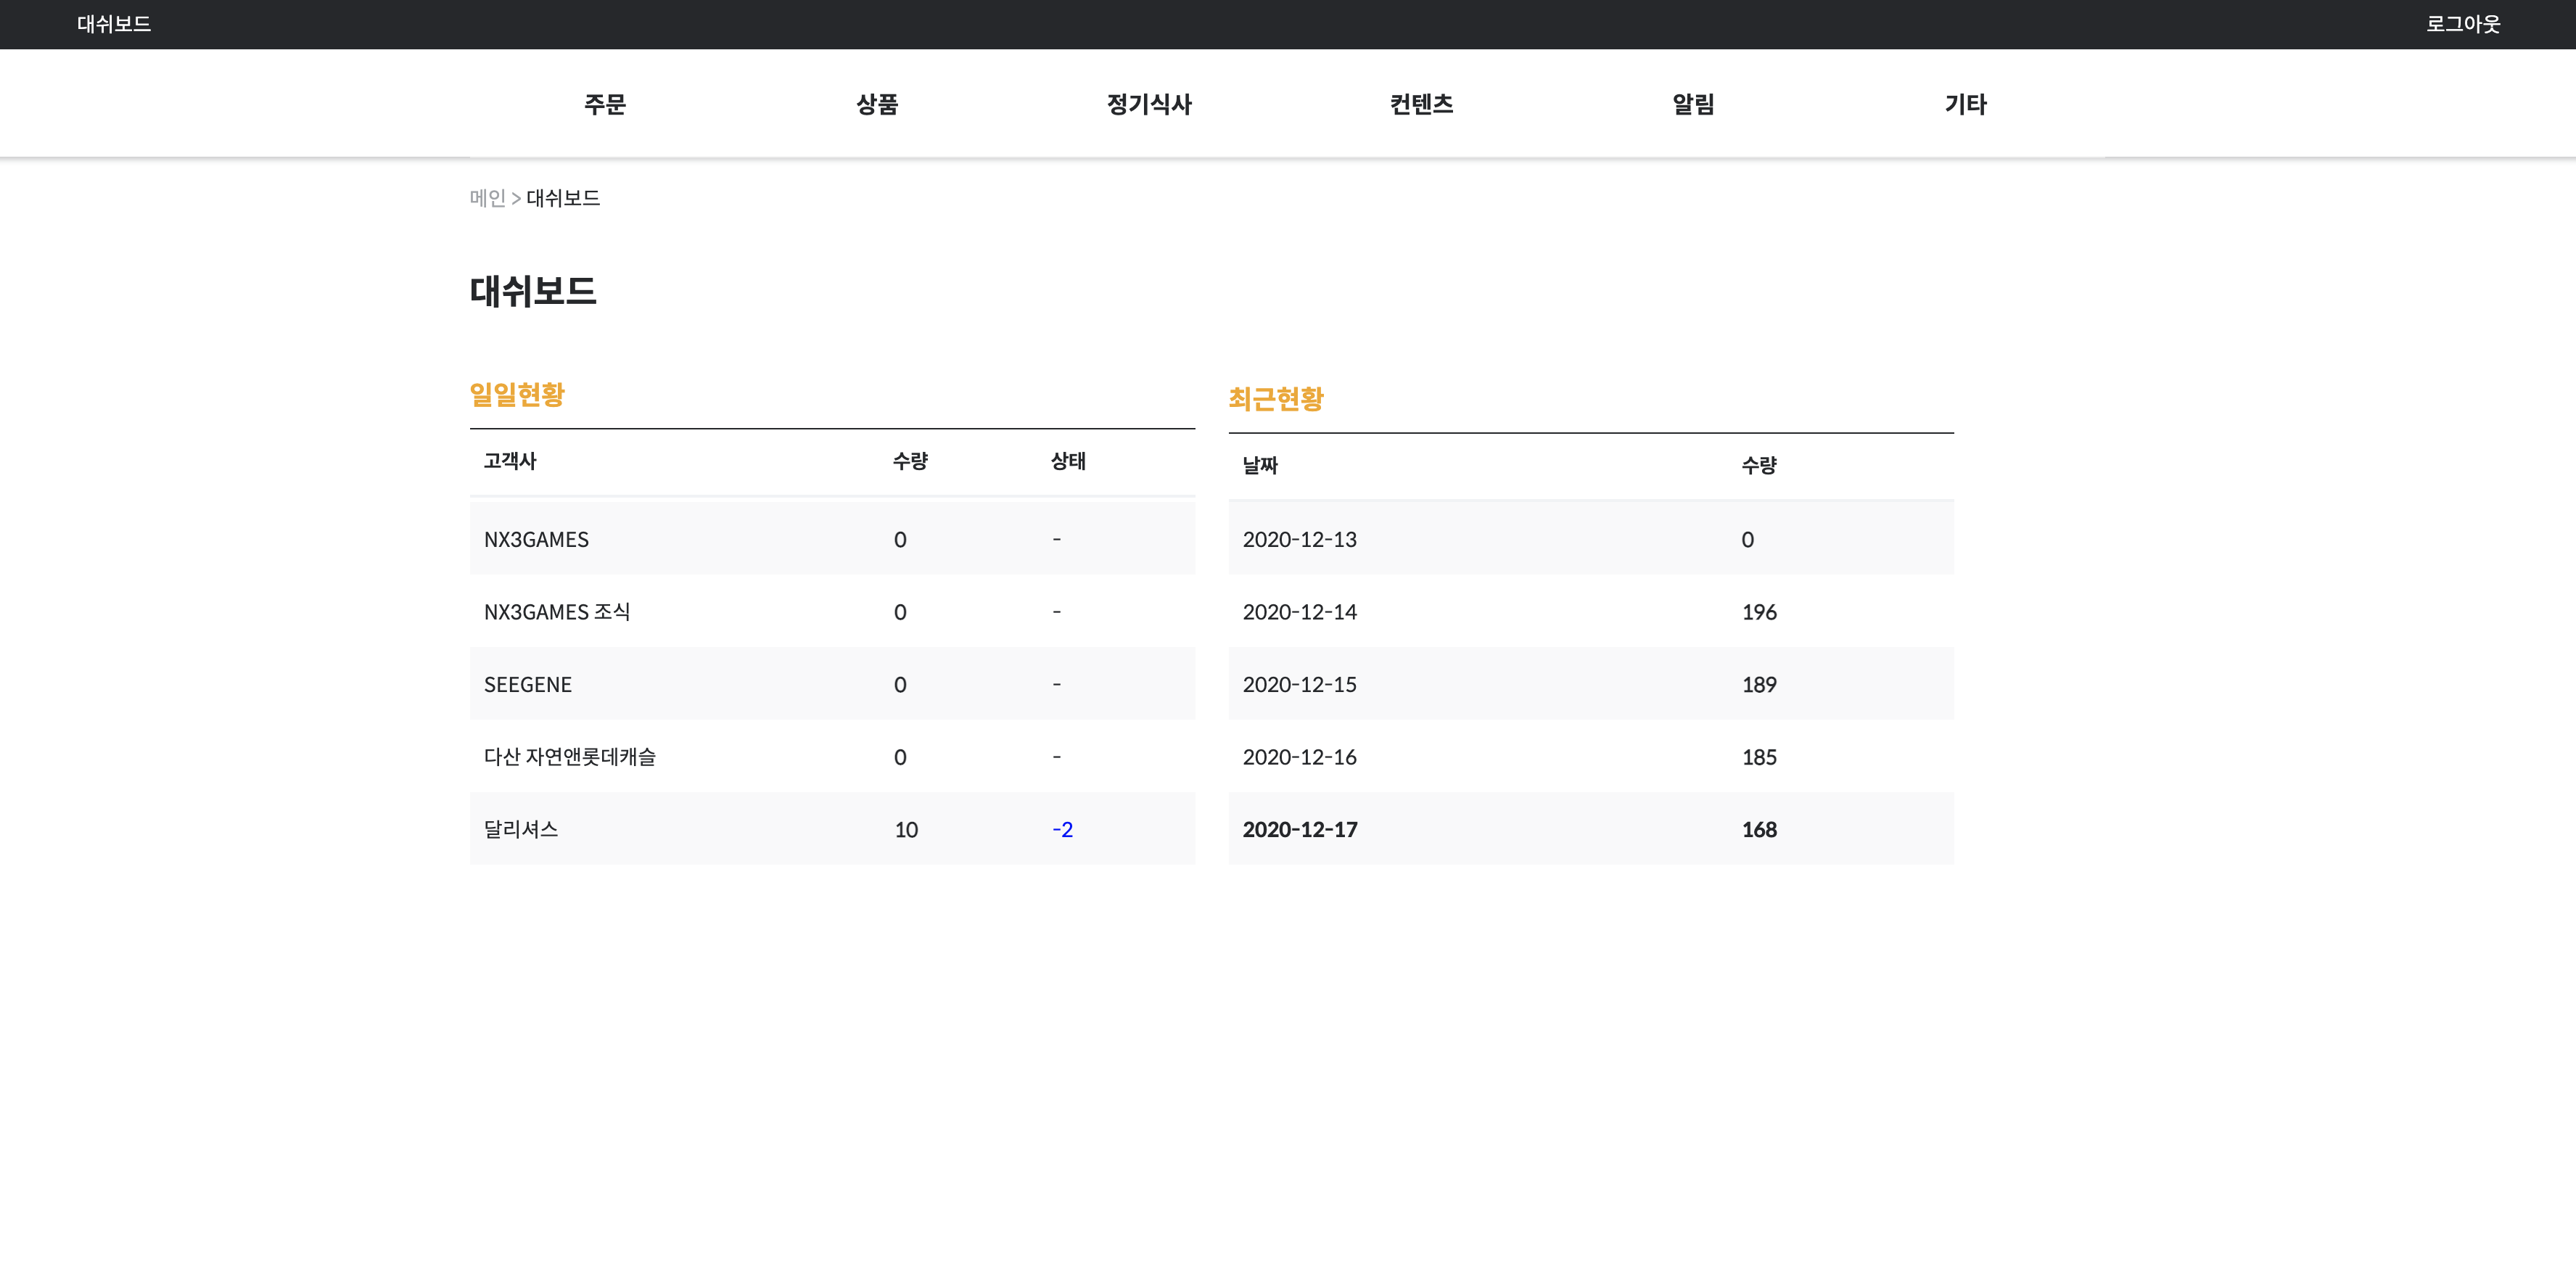 대쉬보드 로그아웃
주문 상품 정기식사 컨텐츠 알림 기타
메인 > 대쉬보드
대쉬보드
일일현황
고객사 수량 상태
NX3GAMES 0 -
NX3GAMES 조식 0 -
SEEGENE 0 -
다산 자연앤롯데캐슬 0 -
달리셔스 10 -2
최근현황
날짜 수량
2020-12-13 0
2020-12-14 196
2020-12-15 189
2020-12-16 185
2020-12-17 168